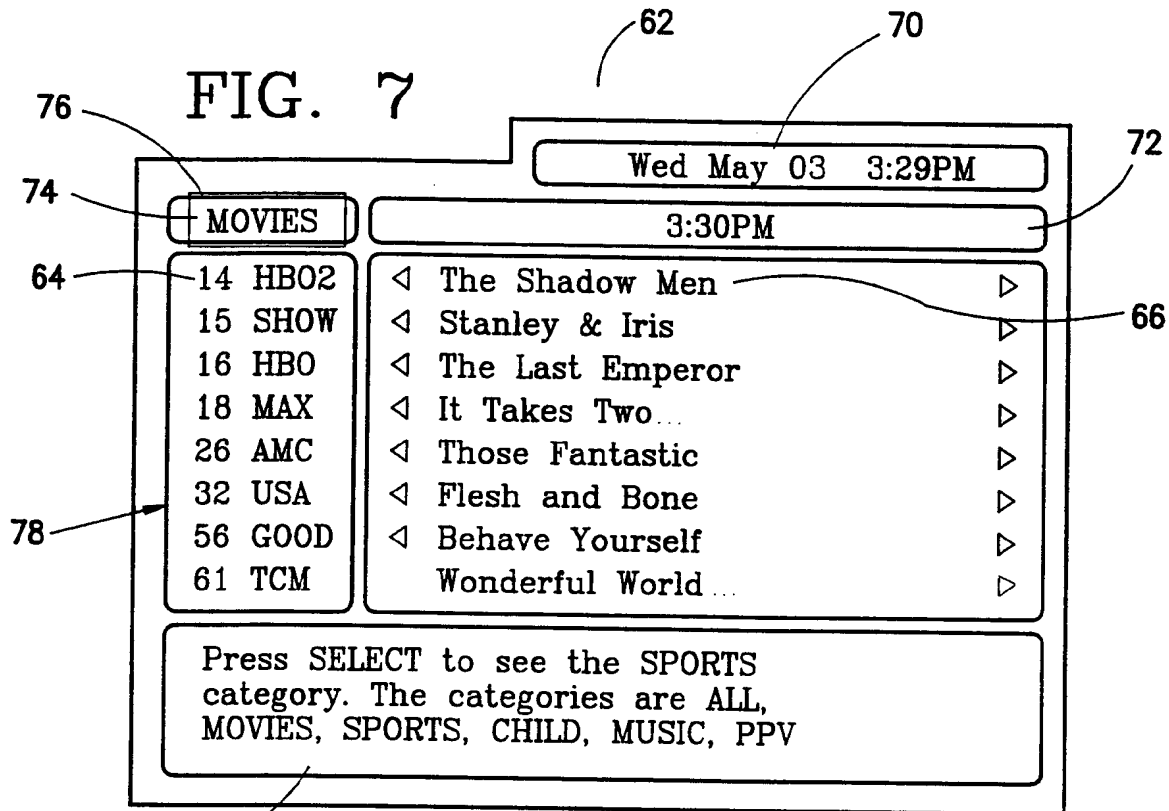 62
70
FIG. 7
76
Wed May 03 3:29PM
72
74
MOVIES
3:30PM
64
14 HBO2 ◁ The Shadow Men ▷
66
15 SHOW ◁ Stanley & Iris ▷
16 HBO ◁ The Last Emperor ▷
18 MAX ◁ It Takes Two... ▷
26 AMC ◁ Those Fantastic ▷
32 USA ◁ Flesh and Bone ▷
78
56 GOOD ◁ Behave Yourself ▷
61 TCM Wonderful World... ▷
Press SELECT to see the SPORTS
category. The categories are ALL,
MOVIES, SPORTS, CHILD, MUSIC, PPV